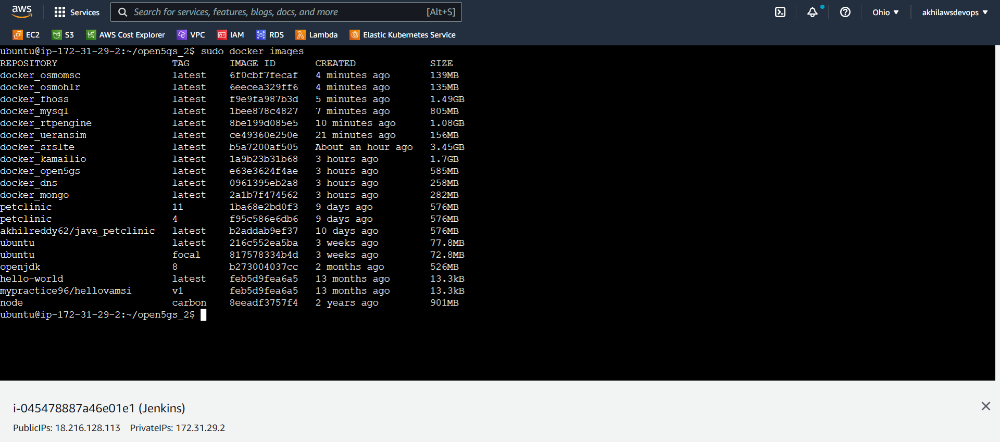 aws Services Search for services, features, blogs, docs, and more [Alt+S] Ohio akhilawsdevops
EC2 S3 AWS Cost Explorer VPC IAM RDS Lambda Elastic Kubernetes Service
ubuntu@ip-172-31-29-2:~/open5gs_2$ sudo docker images
REPOSITORY TAG IMAGE ID CREATED SIZE
docker_osmomsc latest 6f0cbf7fecaf 4 minutes ago 139MB
docker_osmohlr latest 6eecea329ff6 4 minutes ago 135MB
docker_fhoss latest f9e9fa987b3d 5 minutes ago 1.49GB
docker_mysql latest 1bee878c4827 7 minutes ago 805MB
docker_rtpengine latest 8be199d085e5 10 minutes ago 1.08GB
docker_ueransim latest ce49360e250e 21 minutes ago 156MB
docker_srslte latest b5a7200af505 About an hour ago 3.45GB
docker_kamailio latest 1a9b23b31b68 3 hours ago 1.7GB
docker_open5gs latest e63e3624f4ae 3 hours ago 585MB
docker_dns latest 0961395eb2a8 3 hours ago 258MB
docker_mongo latest 2a1b7f474562 3 hours ago 282MB
petclinic 11 1ba68e2bd0f3 9 days ago 576MB
petclinic 4 f95c586e6db6 9 days ago 576MB
akhilreddy62/java_petclinic latest b2addab9ef37 10 days ago 576MB
ubuntu latest 216c552ea5ba 3 weeks ago 77.8MB
ubuntu focal 817578334b4d 3 weeks ago 72.8MB
openjdk 8 b273004037cc 2 months ago 526MB
hello-world latest feb5d9fea6a5 13 months ago 13.3kB
mypractice96/hellovamsi v1 feb5d9fea6a5 13 months ago 13.3kB
node carbon 8eeadf3757f4 2 years ago 901MB
ubuntu@ip-172-31-29-2:~/open5gs_2$
i-045478887a46e01e1 (Jenkins)
PublicIPs: 18.216.128.113 PrivateIPs: 172.31.29.2